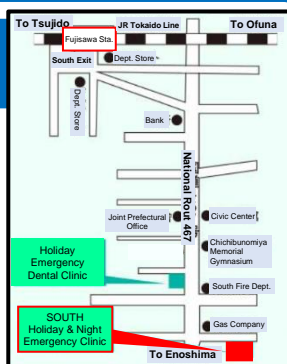 To Tsujido
JR Tokaido Line
To Ofuna
Fujisawa Sta.
South Exit
Dept. Store
Dept. Store
Bank
National Rout 467
Joint Prefectural
Office
Civic Center
Chichibunomiya
Memorial
Gymnasium
Holiday
Emergency
Dental Clinic
South Fire Dept.
SOUTH
Holiday & Night
Emergency Clinic
Gas Company
To Enoshima